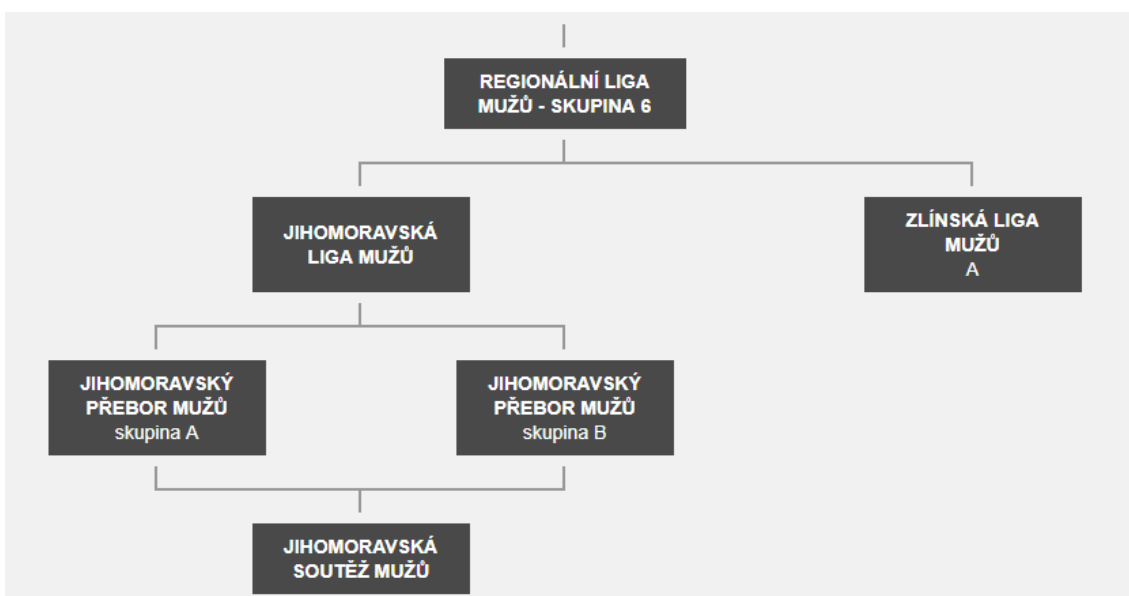 REGIONÁLNÍ LIGA
MUŽŮ - SKUPINA 6
JIHOMORAVSKÁ
LIGA MUŽŮ
ZLÍNSKÁ LIGA
MUŽŮ
A
JIHOMORAVSKÝ
PŘEBOR MUŽŮ
skupina A
JIHOMORAVSKÝ
PŘEBOR MUŽŮ
skupina B
JIHOMORAVSKÁ
SOUTĚŽ MUŽŮ